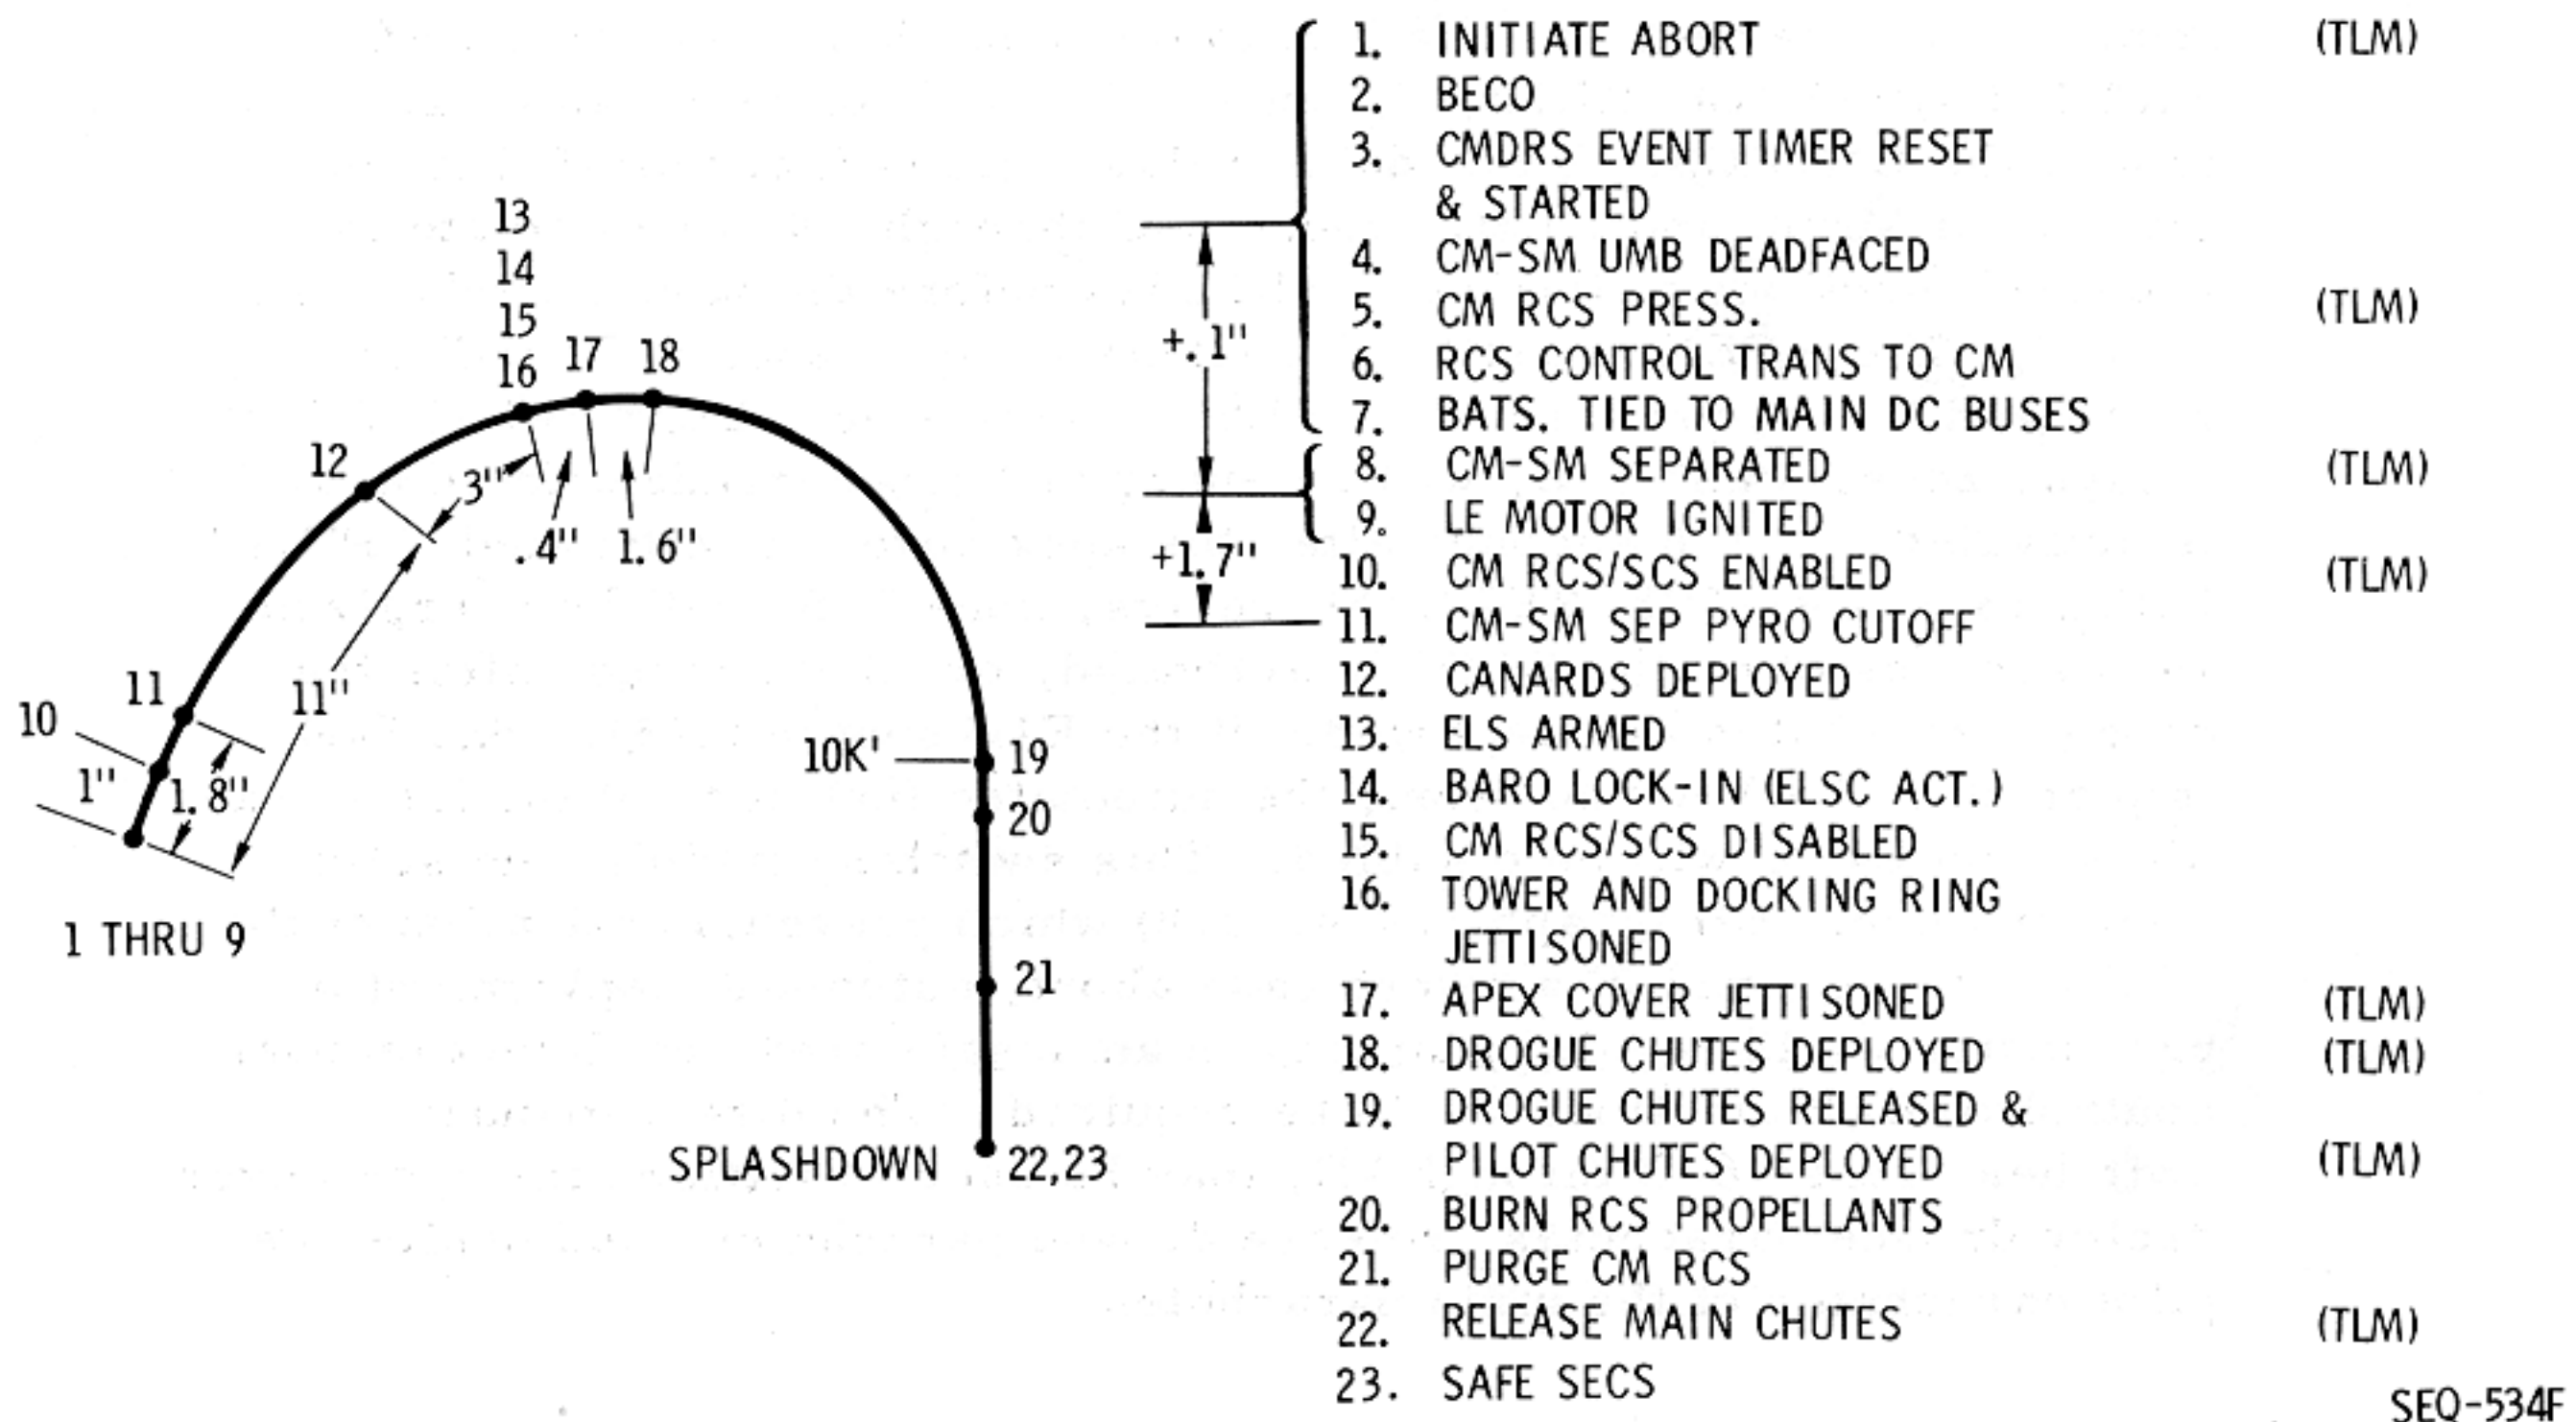 13
14
15
16
17
18
12
3"
.4"
1.6"
11
10
11"
1"
1.8"
1 THRU 9
10K'
19
20
21
SPLASHDOWN
22,23
+.1"
+1.7"
1. INITIATE ABORT (TLM)
2. BECO
3. CMDRS EVENT TIMER RESET
& STARTED
4. CM-SM UMB DEADFACED
5. CM RCS PRESS. (TLM)
6. RCS CONTROL TRANS TO CM
7. BATS. TIED TO MAIN DC BUSES
8. CM-SM SEPARATED (TLM)
9. LE MOTOR IGNITED
10. CM RCS/SCS ENABLED (TLM)
11. CM-SM SEP PYRO CUTOFF
12. CANARDS DEPLOYED
13. ELS ARMED
14. BARO LOCK-IN (ELSC ACT.)
15. CM RCS/SCS DISABLED
16. TOWER AND DOCKING RING
JETTISONED
17. APEX COVER JETTISONED (TLM)
18. DROGUE CHUTES DEPLOYED (TLM)
19. DROGUE CHUTES RELEASED &
PILOT CHUTES DEPLOYED (TLM)
20. BURN RCS PROPELLANTS
21. PURGE CM RCS
22. RELEASE MAIN CHUTES (TLM)
23. SAFE SECS
SEQ-534F